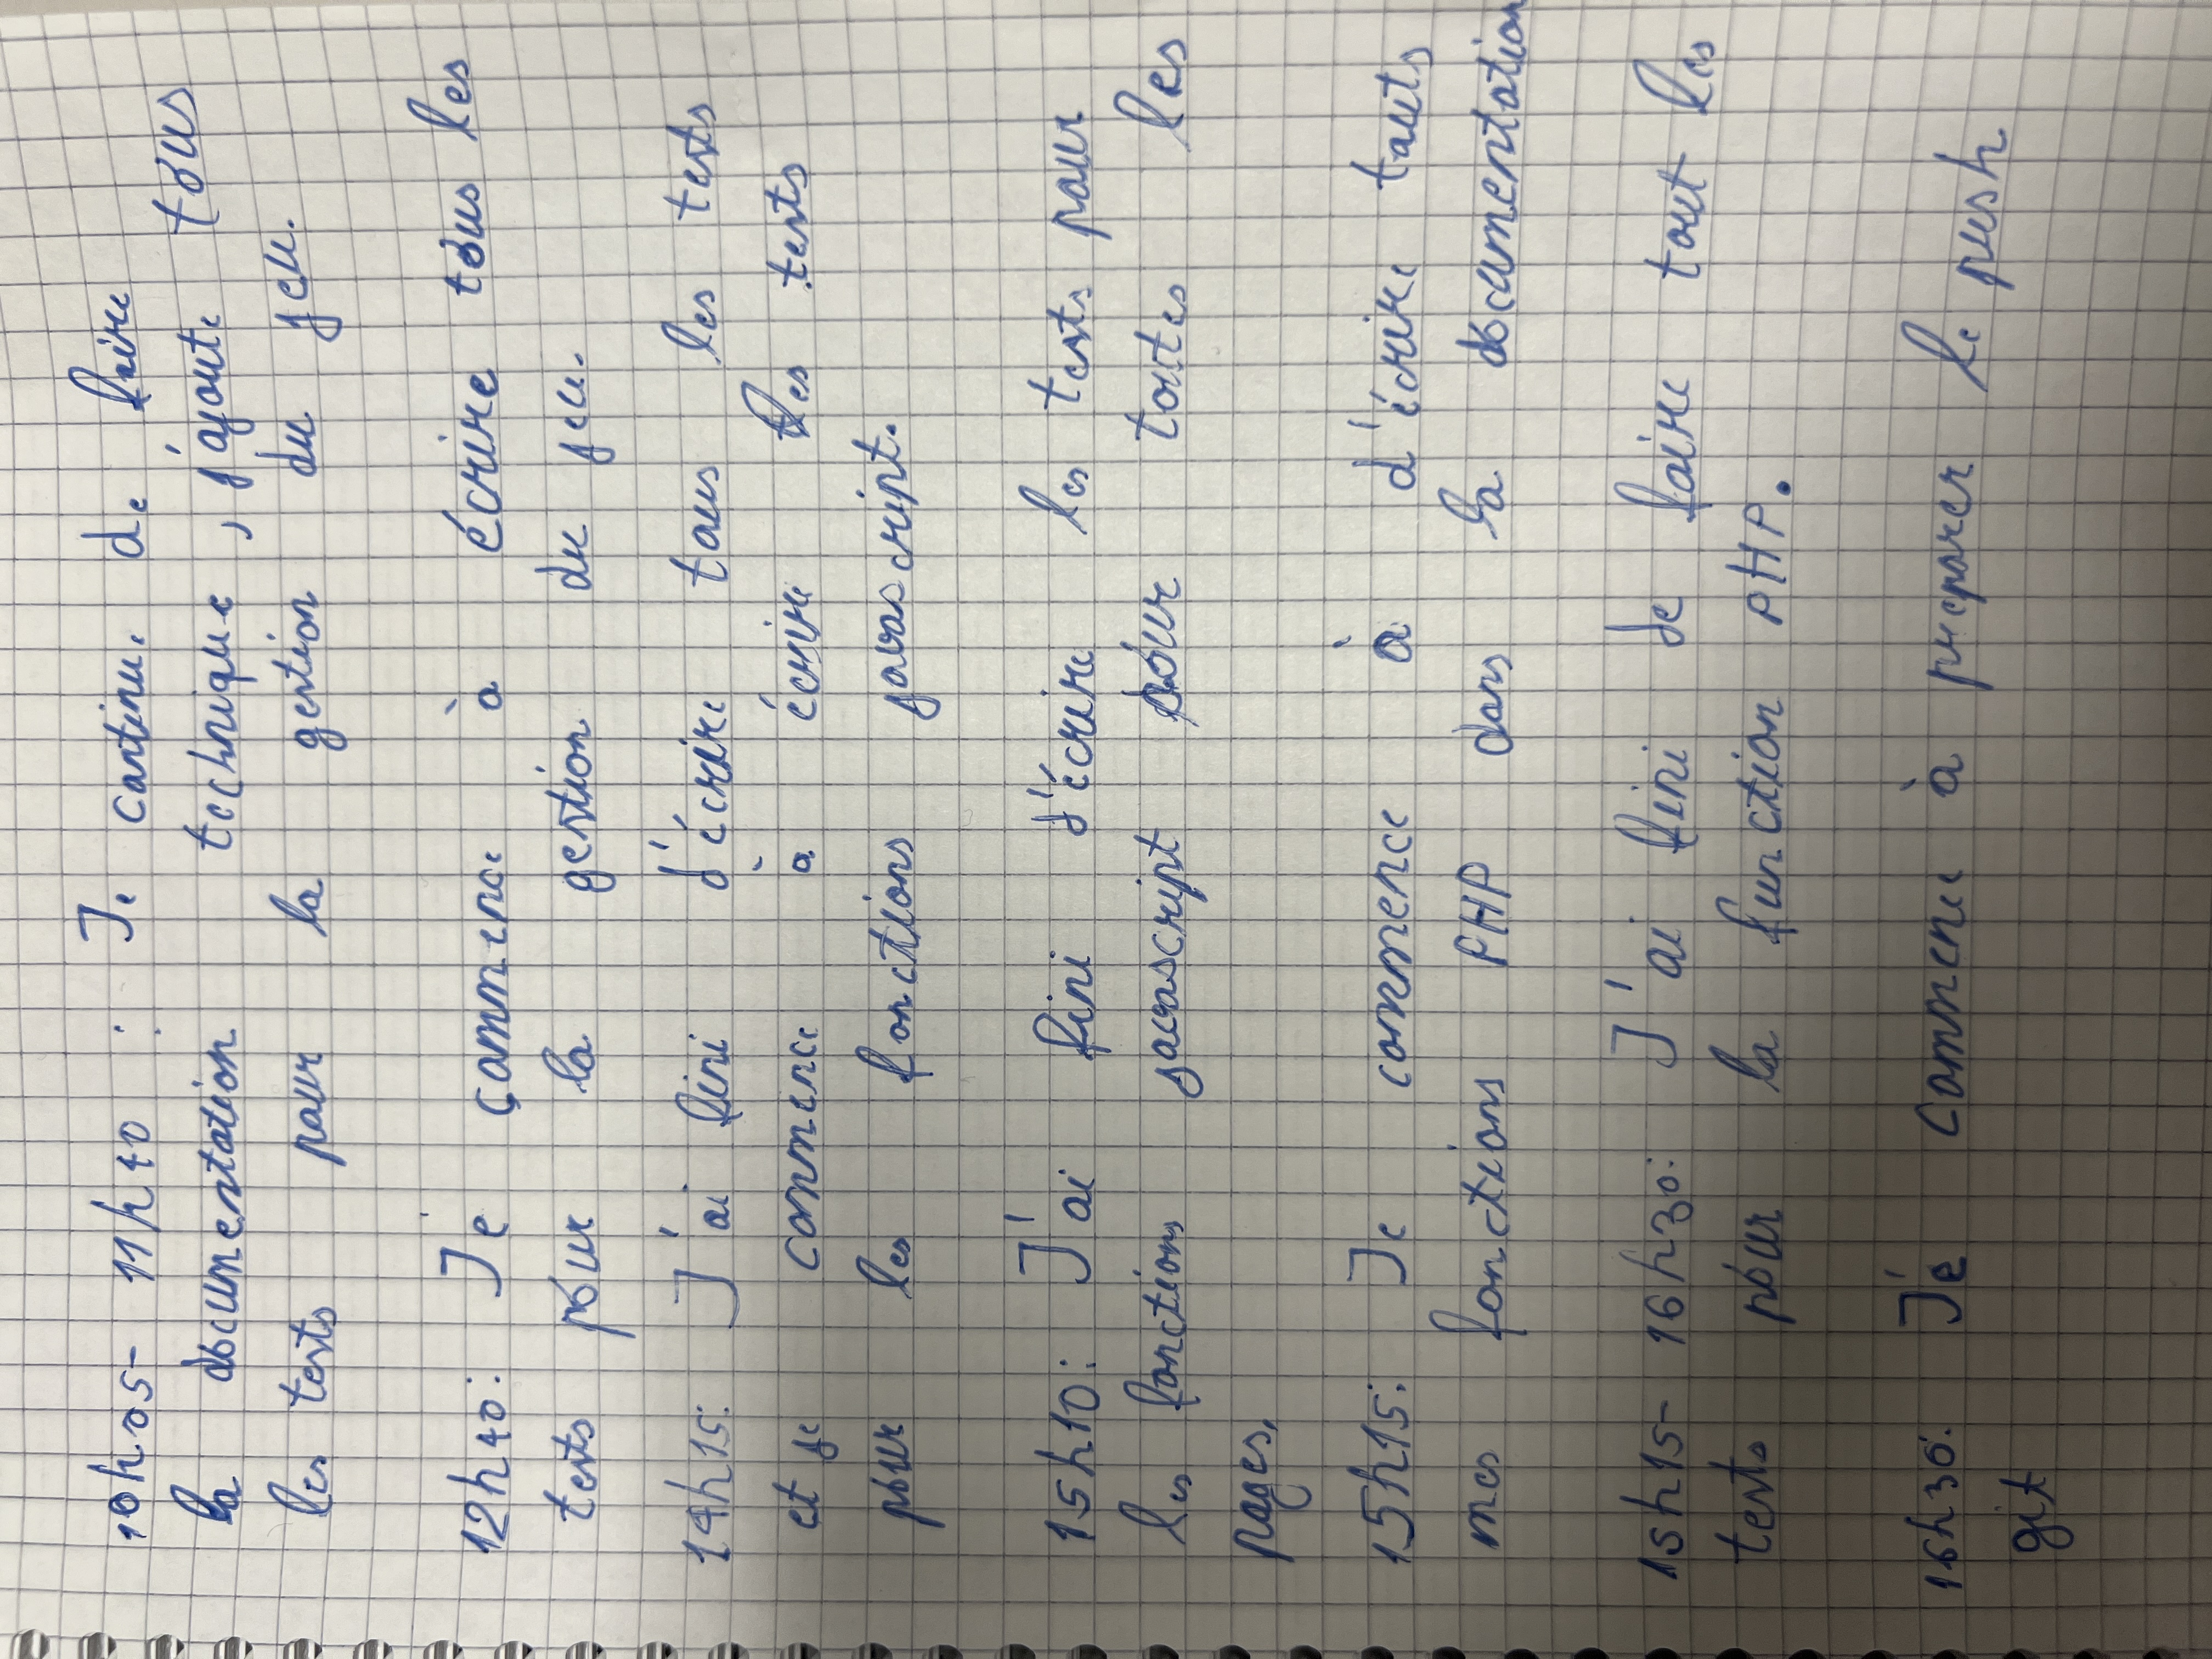 10h05- 11h40 : Je continue de faire
la documentation technique, j'ajoute tous
les tests pour la gestion du jeu.
12h40: Je commence à écrire tous les
tests pour la gestion du jeu.
14h15: J'ai fini d'écrire tous les tests
et je commence à écrire les tests
pour les fonctions javascript.
15h10: J'ai fini d'écrire les tests pour
les fonctions javascript pour toutes les
pages.
15h15: Je commence à d'écrire touts
mes fonctions PHP dans la documentation
15h15- 16h30: J'ai fini de faire tout les
tests pour la function PHP.
16h30: Je commence à preparer le push
git